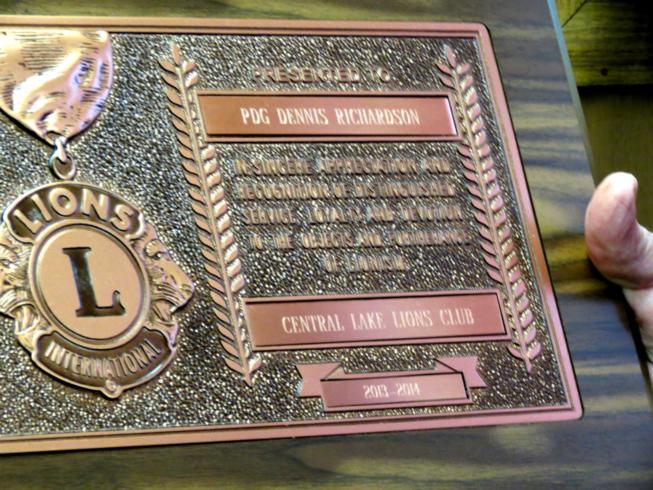 LIONS
L
INTERNATIONAL
PRESENTED TO
PDG DENNIS RICHARDSON
IN SINCERE APPRECIATION AND
RECOGNITION OF DISTINGUISHED
SERVICE, LOYALTY AND DEVOTION
TO THE OBJECTS AND FURTHERANCE
OF LIONISM
CENTRAL LAKE LIONS CLUB
2013-2014